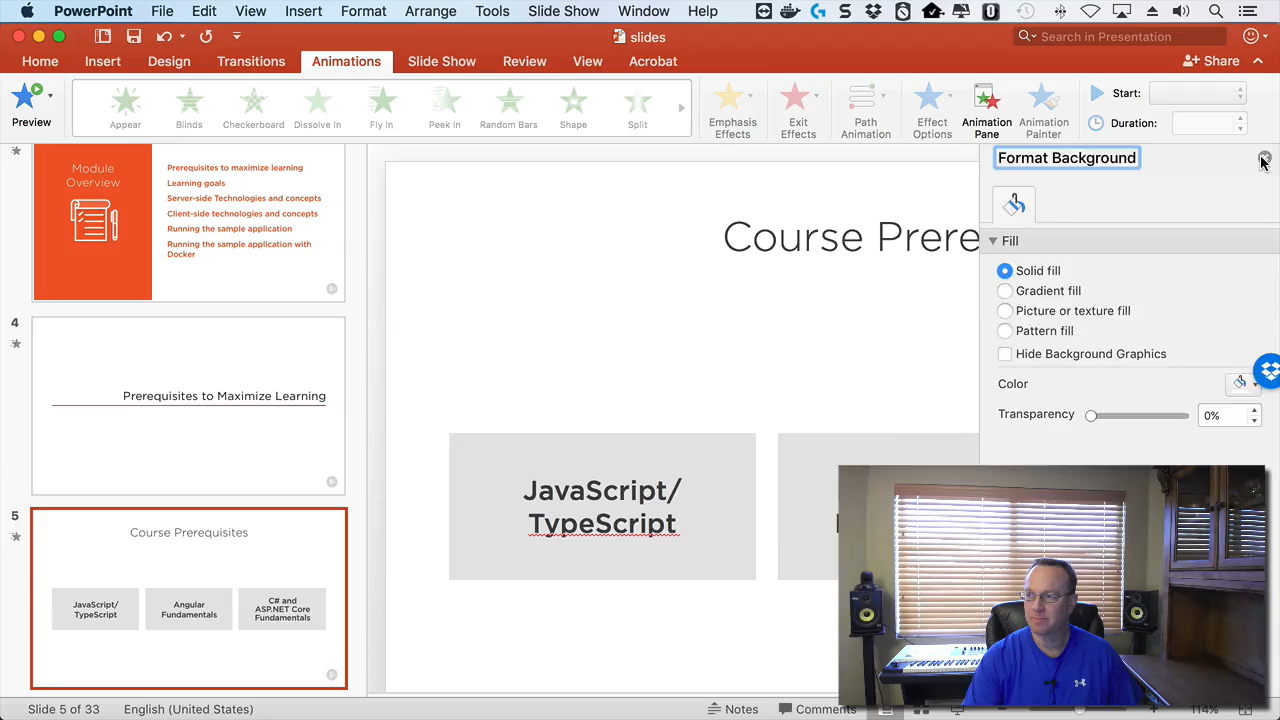 PowerPoint File Edit View Insert Format Arrange Tools Slide Show Window Help
slides
Search in Presentation
Home Insert Design Transitions Animations Slide Show Review View Acrobat
Share
Preview
Appear Blinds Checkerboard Dissolve In Fly In Peek In Random Bars Shape Split
Emphasis Effects
Exit Effects
Path Animation
Effect Options
Animation Pane
Animation Painter
Start:
Duration:
Module
Overview
Prerequisites to maximize learning
Learning goals
Server-side Technologies and concepts
Client-side technologies and concepts
Running the sample application
Running the sample application with
Docker
4
Prerequisites to Maximize Learning
5
Course Prerequisites
JavaScript/
TypeScript
Angular
Fundamentals
C# and
ASP.NET Core
Fundamentals
Course Prere
JavaScript/
TypeScript
Format Background
Fill
Solid fill
Gradient fill
Picture or texture fill
Pattern fill
Hide Background Graphics
Color
Transparency 0%
Slide 5 of 33 English (United States) Notes Comments 114%